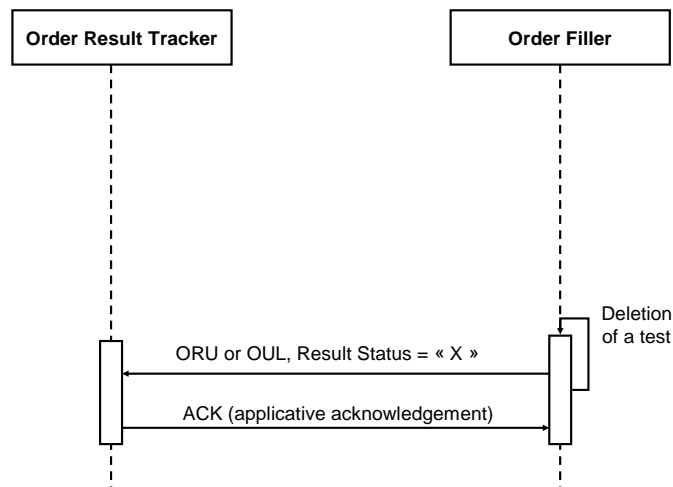 Order Result Tracker
Order Filler
Deletion
of a test
ORU or OUL, Result Status = « X »
ACK (applicative acknowledgement)